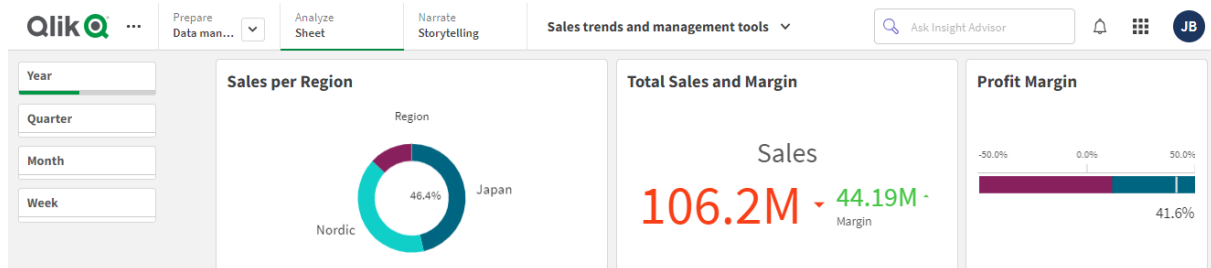 Qlik Q
...
Prepare
Data man...
Analyze
Sheet
Narrate
Storytelling
Sales trends and management tools
Ask Insight Advisor
JB
Year
Quarter
Month
Week
Sales per Region
Region
46.4%
Japan
Nordic
Total Sales and Margin
Sales
106.2M
44.19M
Margin
Profit Margin
-50.0% 0.0% 50.0%
41.6%